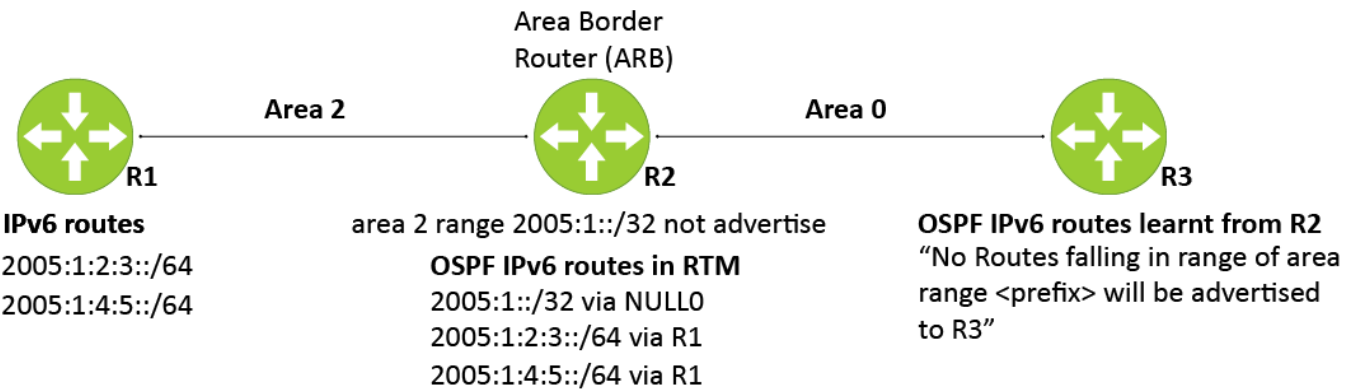 Area Border
Router (ARB)
Area 2
Area 0
R1
R2
R3
IPv6 routes
2005:1:2:3::/64
2005:1:4:5::/64
area 2 range 2005:1::/32 not advertise
OSPF IPv6 routes in RTM
2005:1::/32 via NULL0
2005:1:2:3::/64 via R1
2005:1:4:5::/64 via R1
OSPF IPv6 routes learnt from R2
“No Routes falling in range of area
range <prefix> will be advertised
to R3”